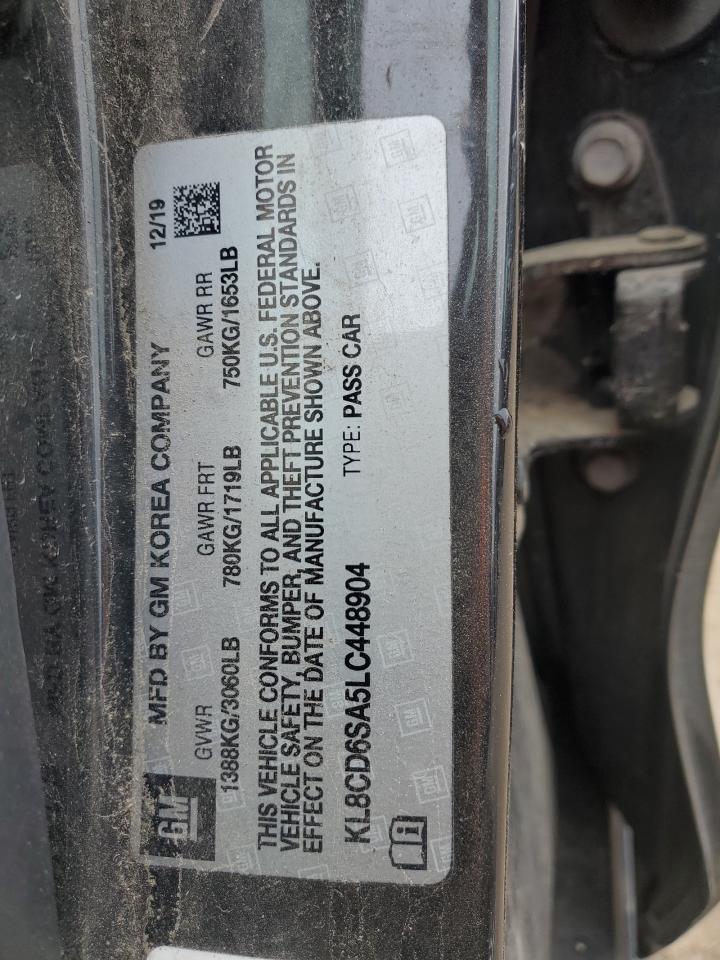 GM
MFD BY GM KOREA COMPANY 12/19
GVWR GAWR FRT GAWR RR
1388KG/3060LB 780KG/1719LB 750KG/1653LB
THIS VEHICLE CONFORMS TO ALL APPLICABLE U.S. FEDERAL MOTOR
VEHICLE SAFETY, BUMPER, AND THEFT PREVENTION STANDARDS IN
EFFECT ON THE DATE OF MANUFACTURE SHOWN ABOVE.
TYPE: PASS CAR
KL8CD6SA5LC448904